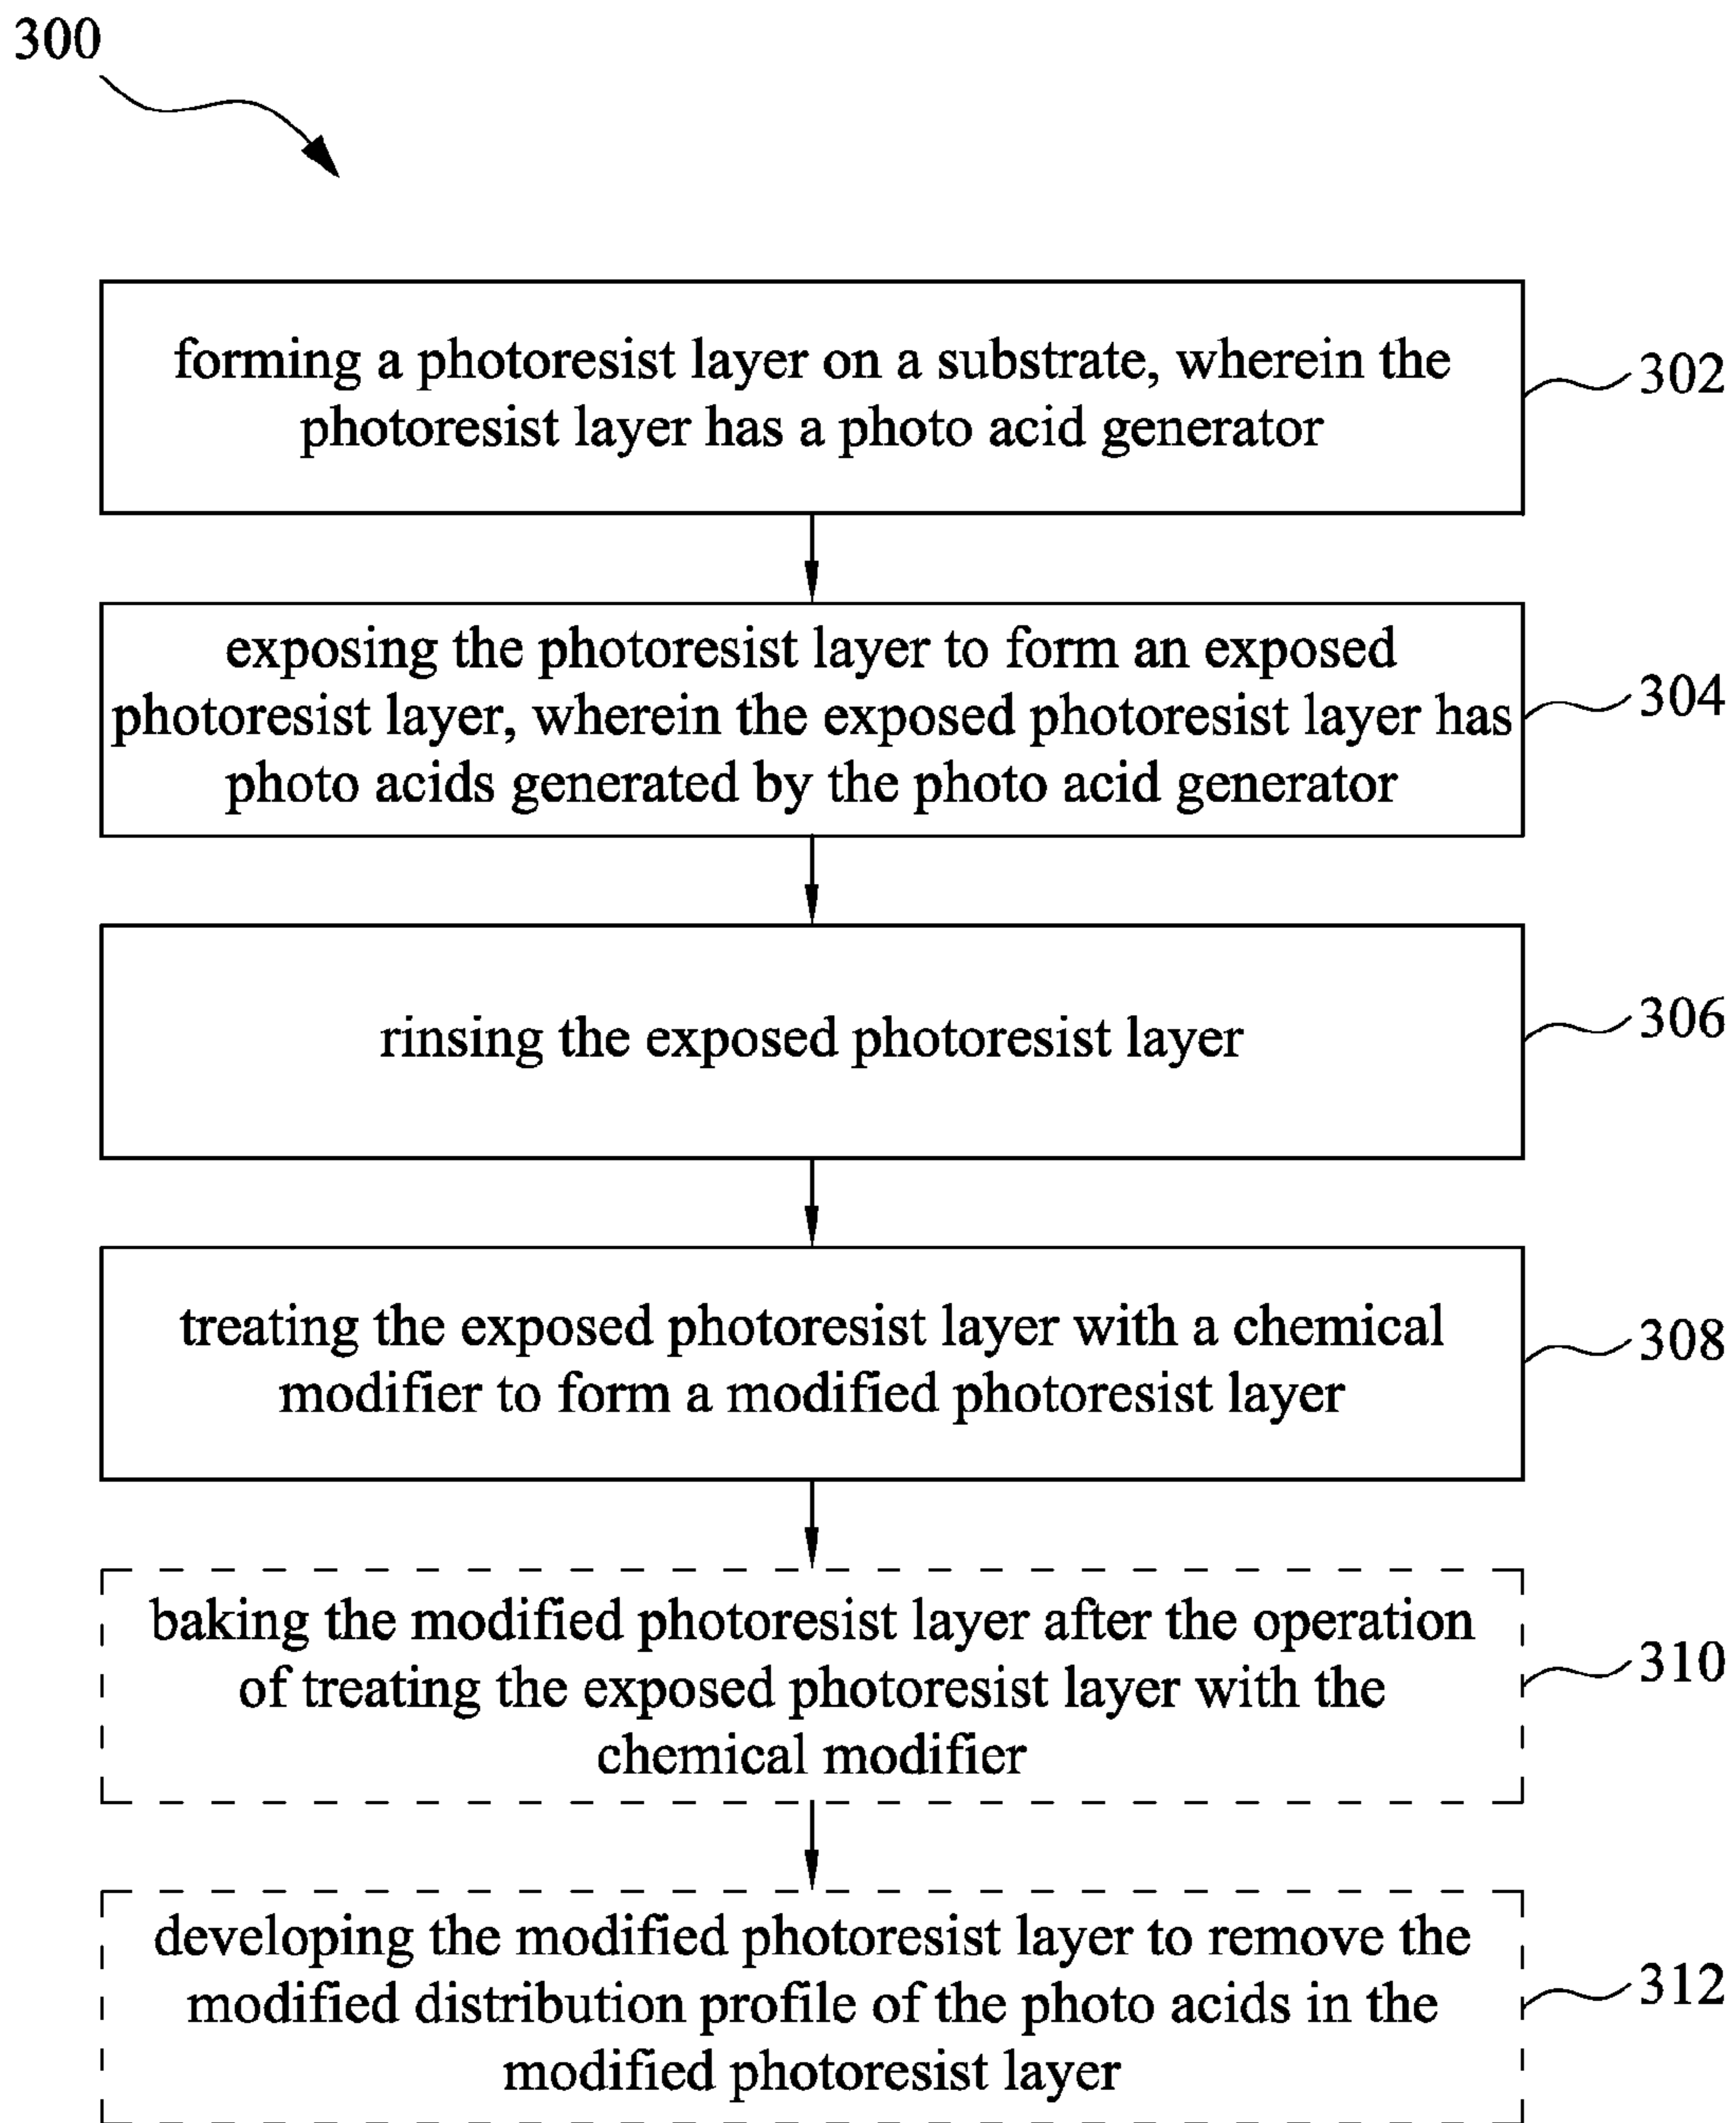 300
forming a photoresist layer on a substrate, wherein the
photoresist layer has a photo acid generator
302
exposing the photoresist layer to form an exposed
photoresist layer, wherein the exposed photoresist layer has
photo acids generated by the photo acid generator
304
rinsing the exposed photoresist layer
306
treating the exposed photoresist layer with a chemical
modifier to form a modified photoresist layer
308
baking the modified photoresist layer after the operation
of treating the exposed photoresist layer with the
chemical modifier
310
developing the modified photoresist layer to remove the
modified distribution profile of the photo acids in the
modified photoresist layer
312